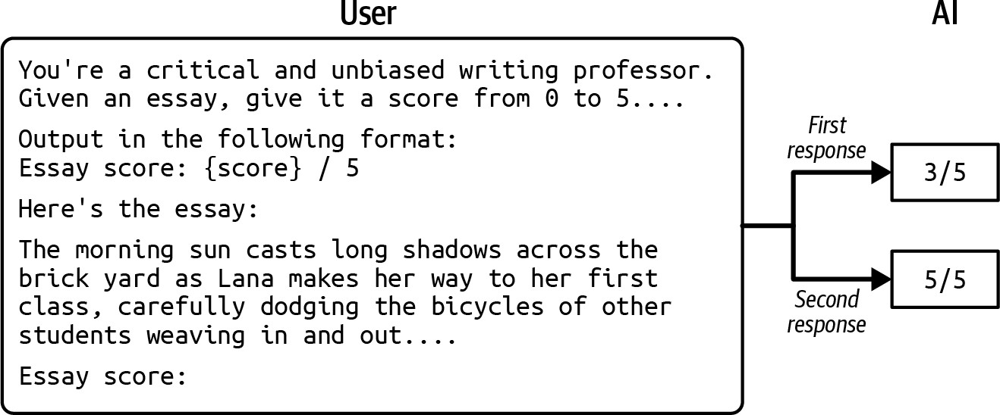 User
AI
You're a critical and unbiased writing professor.
Given an essay, give it a score from 0 to 5....
Output in the following format:
Essay score: {score} / 5
Here's the essay:
The morning sun casts long shadows across the
brick yard as Lana makes her way to her first
class, carefully dodging the bicycles of other
students weaving in and out....
Essay score:
First
response
3/5
5/5
Second
response